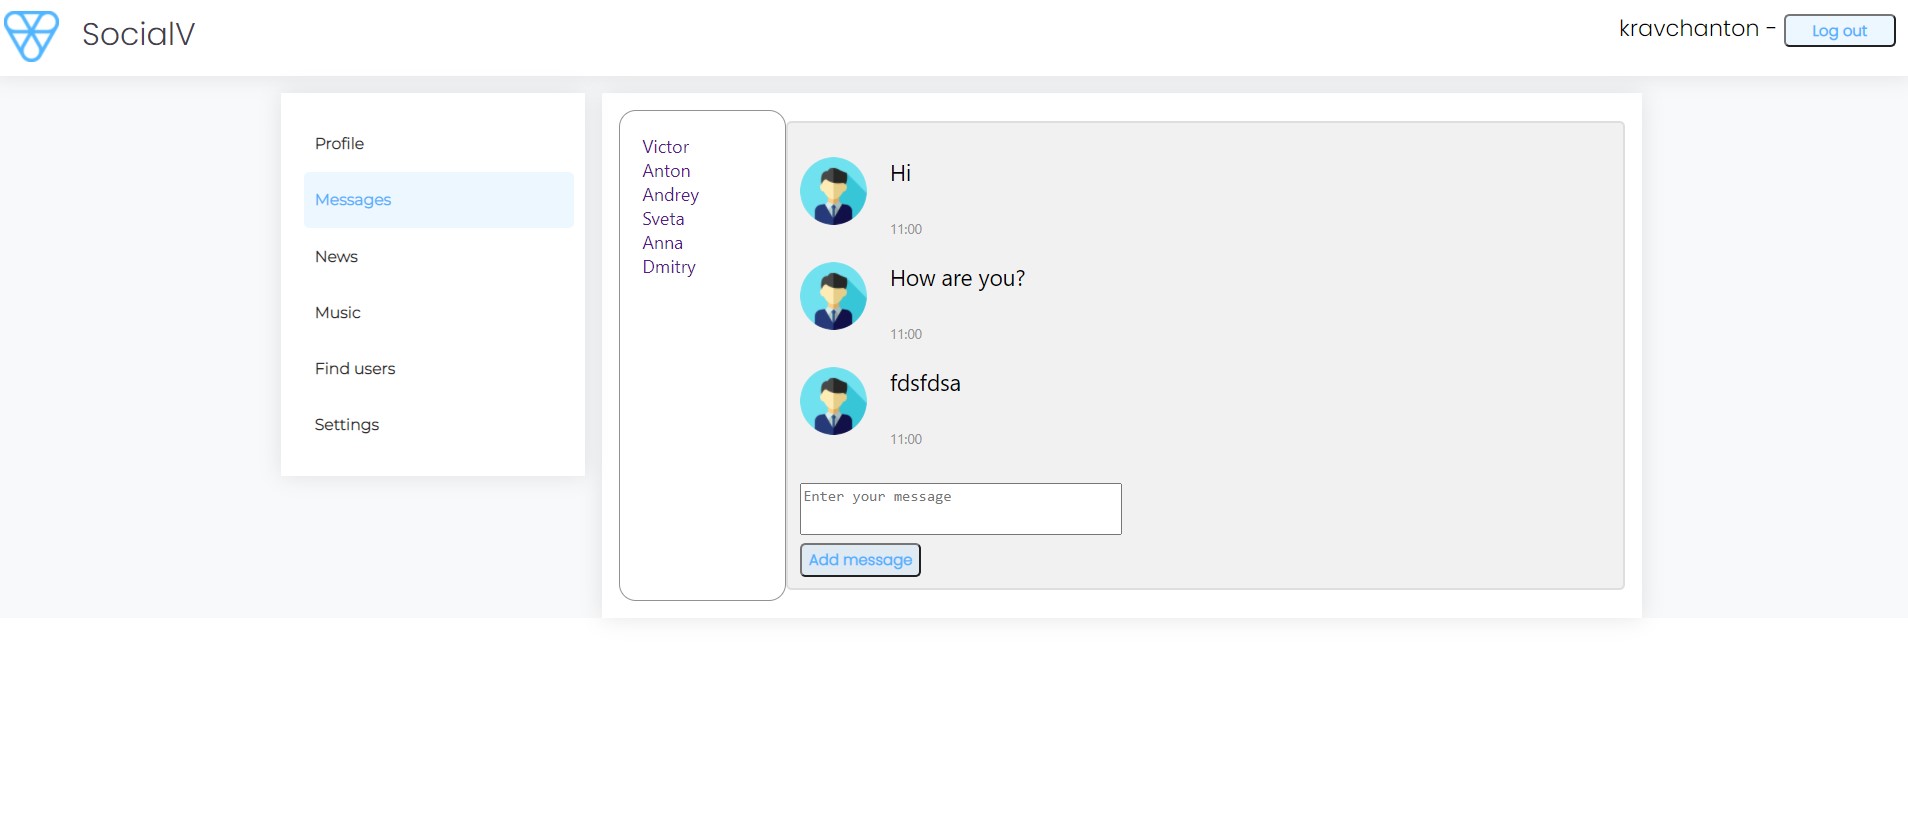 SocialV
kravchanton - Log out
Profile
Messages
News
Music
Find users
Settings
Victor
Anton
Andrey
Sveta
Anna
Dmitry
Hi
11:00
How are you?
11:00
fdsfdsa
11:00
Enter your message
Add message